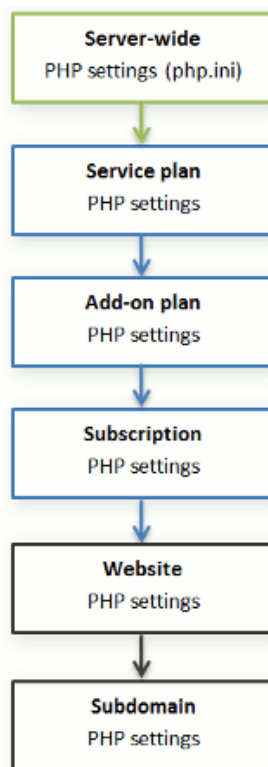 Server-wide
PHP settings (php.ini)
Service plan
PHP settings
Add-on plan
PHP settings
Subscription
PHP settings
Website
PHP settings
Subdomain
PHP settings